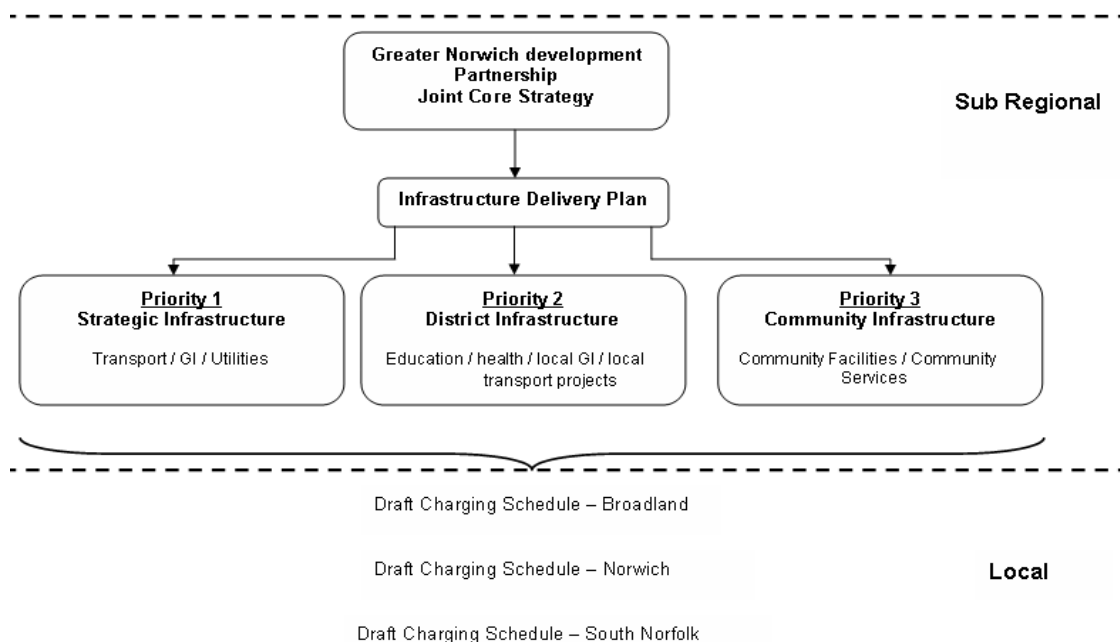 Greater Norwich development
Partnership
Joint Core Strategy
Sub Regional
Infrastructure Delivery Plan
Priority 1
Strategic Infrastructure
Transport / GI / Utilities
Priority 2
District Infrastructure
Education / health / local GI / local
transport projects
Priority 3
Community Infrastructure
Community Facilities / Community
Services
Draft Charging Schedule – Broadland
Draft Charging Schedule – Norwich
Local
Draft Charging Schedule – South Norfolk